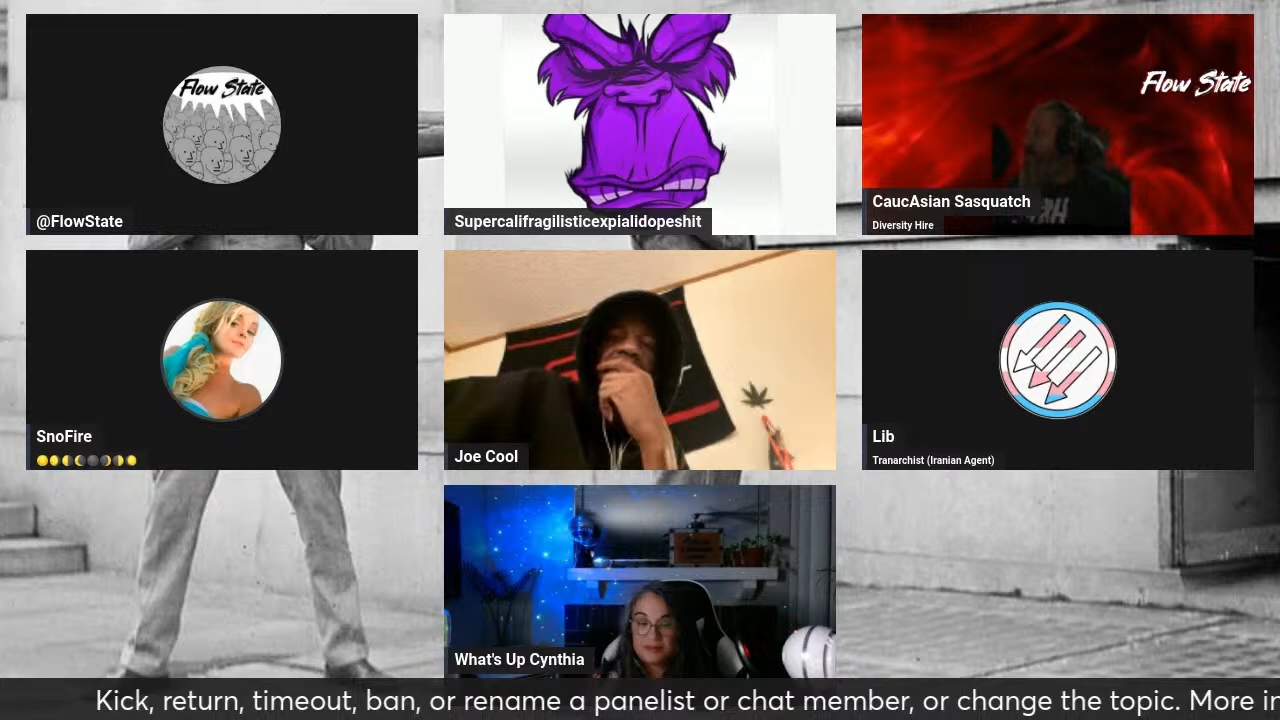 Flow State
@FlowState
Supercalifragilisticexpialidopeshit
Flow State
CaucAsian Sasquatch
Diversity Hire
SnoFire
Joe Cool
Lib
Tranarchist (Iranian Agent)
What's Up Cynthia
Kick, return, timeout, ban, or rename a panelist or chat member, or change the topic. More